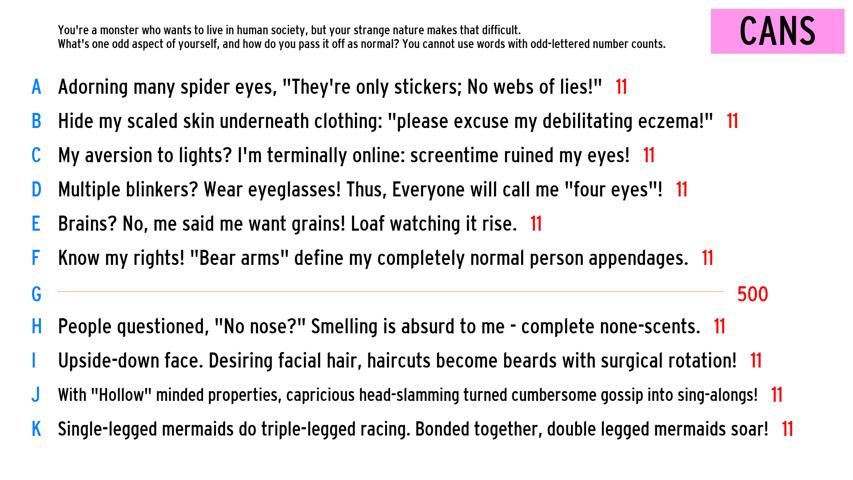 You're a monster who wants to live in human society, but your strange nature makes that difficult.
What's one odd aspect of yourself, and how do you pass it off as normal? You cannot use words with odd-lettered number counts.
CANS
A Adorning many spider eyes, "They're only stickers; No webs of lies!" 11
B Hide my scaled skin underneath clothing: "please excuse my debilitating eczema!" 11
C My aversion to lights? I'm terminally online: screentime ruined my eyes! 11
D Multiple blinkers? Wear eyeglasses! Thus, Everyone will call me "four eyes"! 11
E Brains? No, me said me want grains! Loaf watching it rise. 11
F Know my rights! "Bear arms" define my completely normal person appendages. 11
G 500
H People questioned, "No nose?" Smelling is absurd to me - complete none-scents. 11
I Upside-down face. Desiring facial hair, haircuts become beards with surgical rotation! 11
J With "Hollow" minded properties, capricious head-slamming turned cumbersome gossip into sing-alongs! 11
K Single-legged mermaids do triple-legged racing. Bonded together, double legged mermaids soar! 11